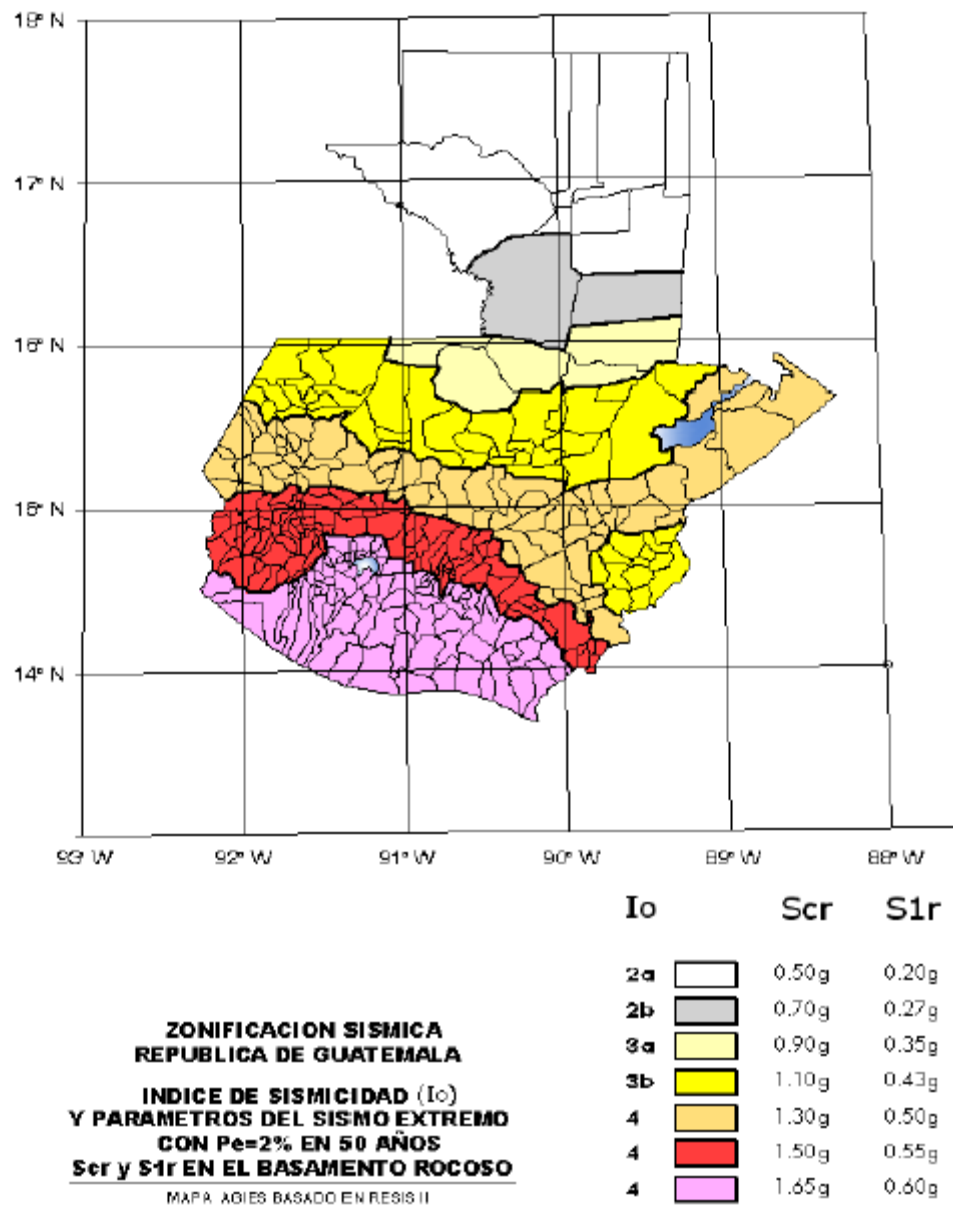 18° N
17° N
16° N
15° N
14° N
93° W 92° W 91° W 90° W 89° W 88° W
Io Scr S1r
2a 0.50g 0.20g
2b 0.70g 0.27g
3a 0.90g 0.35g
3b 1.10g 0.43g
4 1.30g 0.50g
4 1.50g 0.55g
4 1.65g 0.60g
ZONIFICACION SISMICA
REPUBLICA DE GUATEMALA
INDICE DE SISMICIDAD (Io)
Y PARAMETROS DEL SISMO EXTREMO
CON Pe=2% EN 50 AÑOS
Scr y S1r EN EL BASAMENTO ROCOSO
MAPA AGIES BASADO EN RESIS II